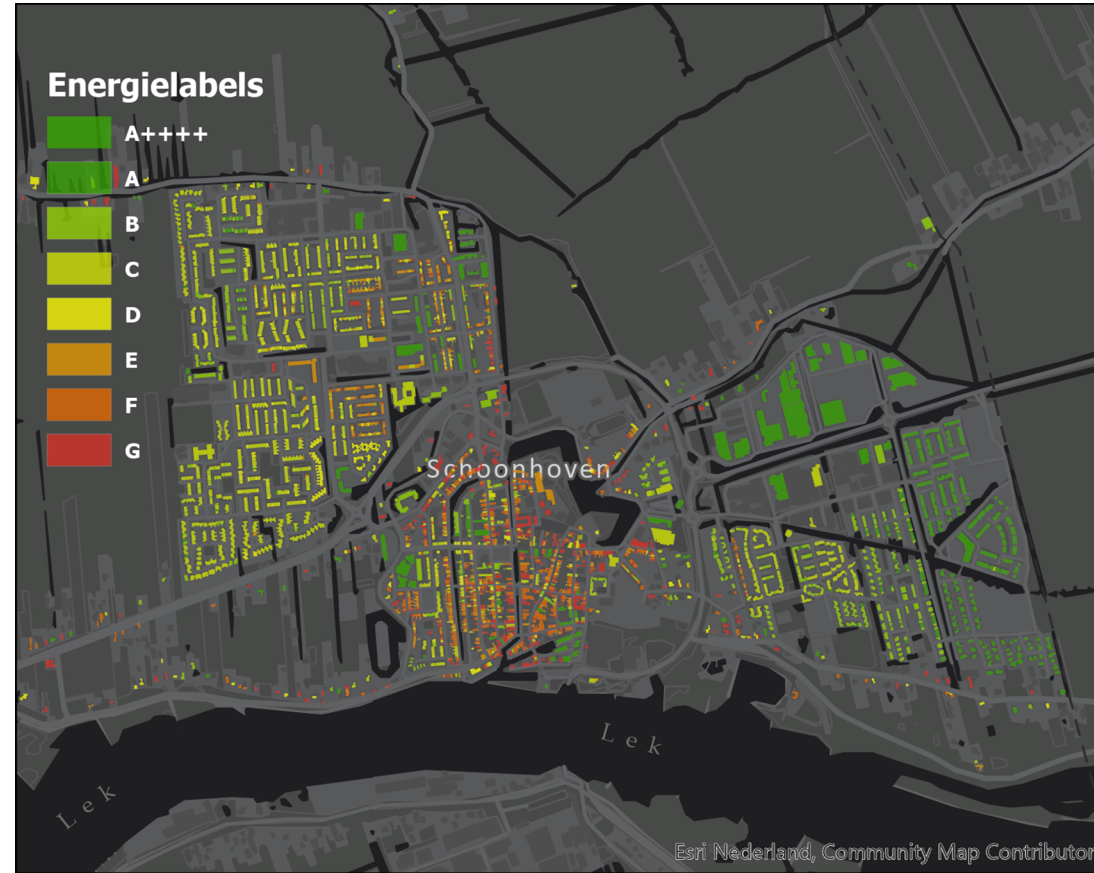 Energielabels
A++++
A
B
C
D
E
F
G
Schoonhoven
Lek
Lek
Esri Nederland, Community Map Contributor